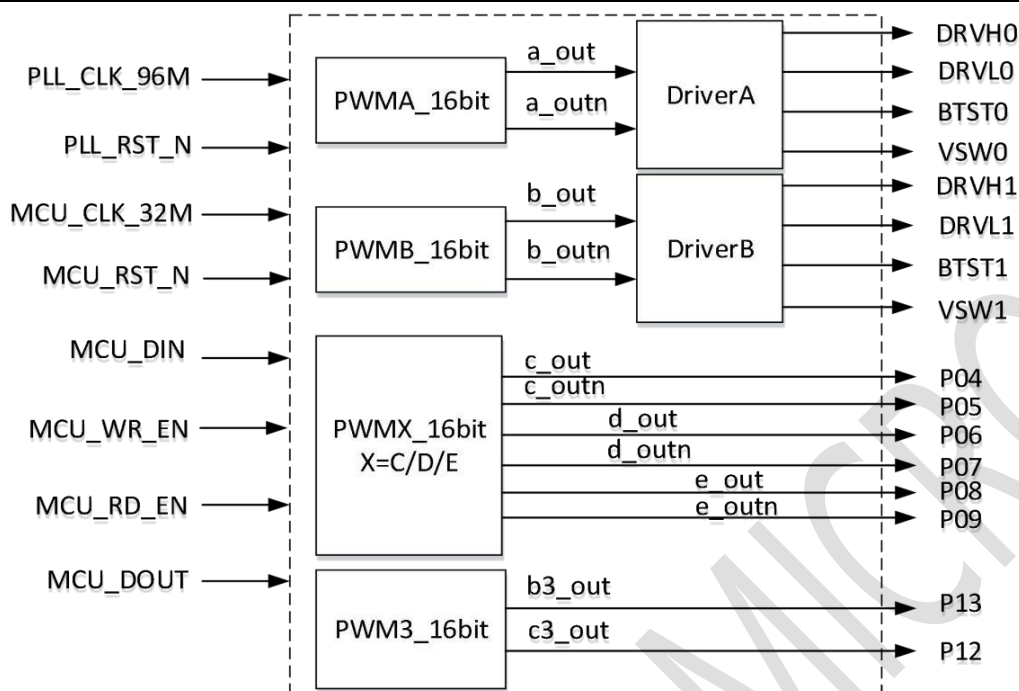 PLL_CLK_96M
PLL_RST_N
MCU_CLK_32M
MCU_RST_N
MCU_DIN
MCU_WR_EN
MCU_RD_EN
MCU_DOUT
PWMA_16bit
a_out
a_outn
DriverA
DRVH0
DRVL0
BTST0
VSW0
PWMB_16bit
b_out
b_outn
DriverB
DRVH1
DRVL1
BTST1
VSW1
PWMX_16bit
X=C/D/E
c_out
c_outn
d_out
d_outn
e_out
e_outn
P04
P05
P06
P07
P08
P09
PWM3_16bit
b3_out
c3_out
P13
P12
MICR